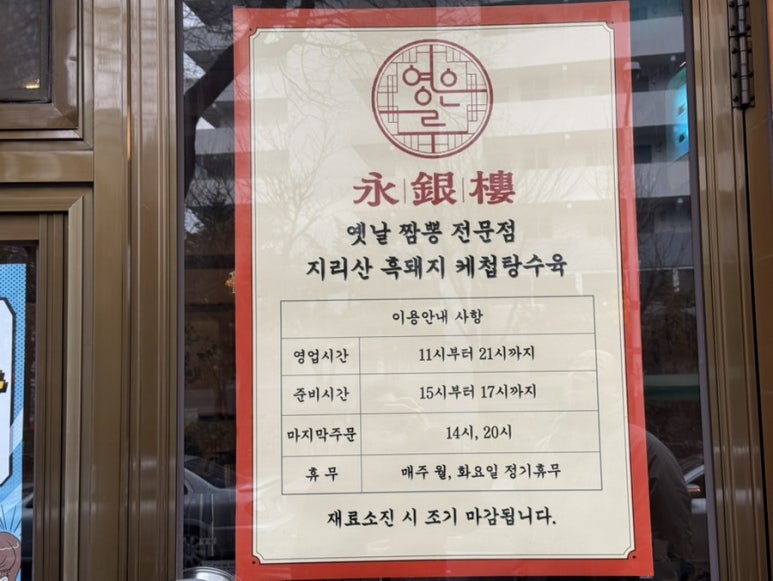 영은루
永|銀|樓
옛날 짬뽕 전문점
지리산 흑돼지 케첩탕수육
이용안내 사항
영업시간 11시부터 21시까지
준비시간 15시부터 17시까지
마지막주문 14시, 20시
휴무 매주 월, 화요일 정기휴무
재료소진 시 조기 마감됩니다.